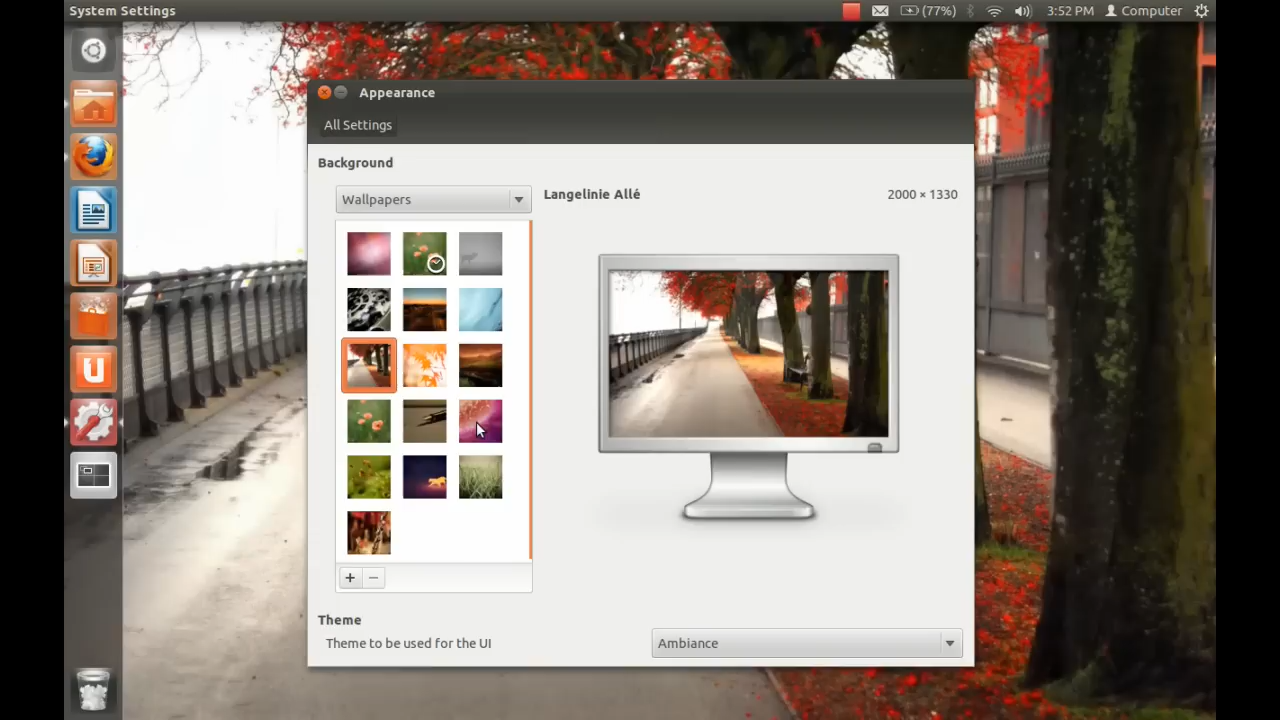 System Settings
(77%) 3:52 PM Computer
Appearance
All Settings
Background
Wallpapers
Langelinie Allé
2000 × 1330
Theme
Theme to be used for the UI
Ambiance